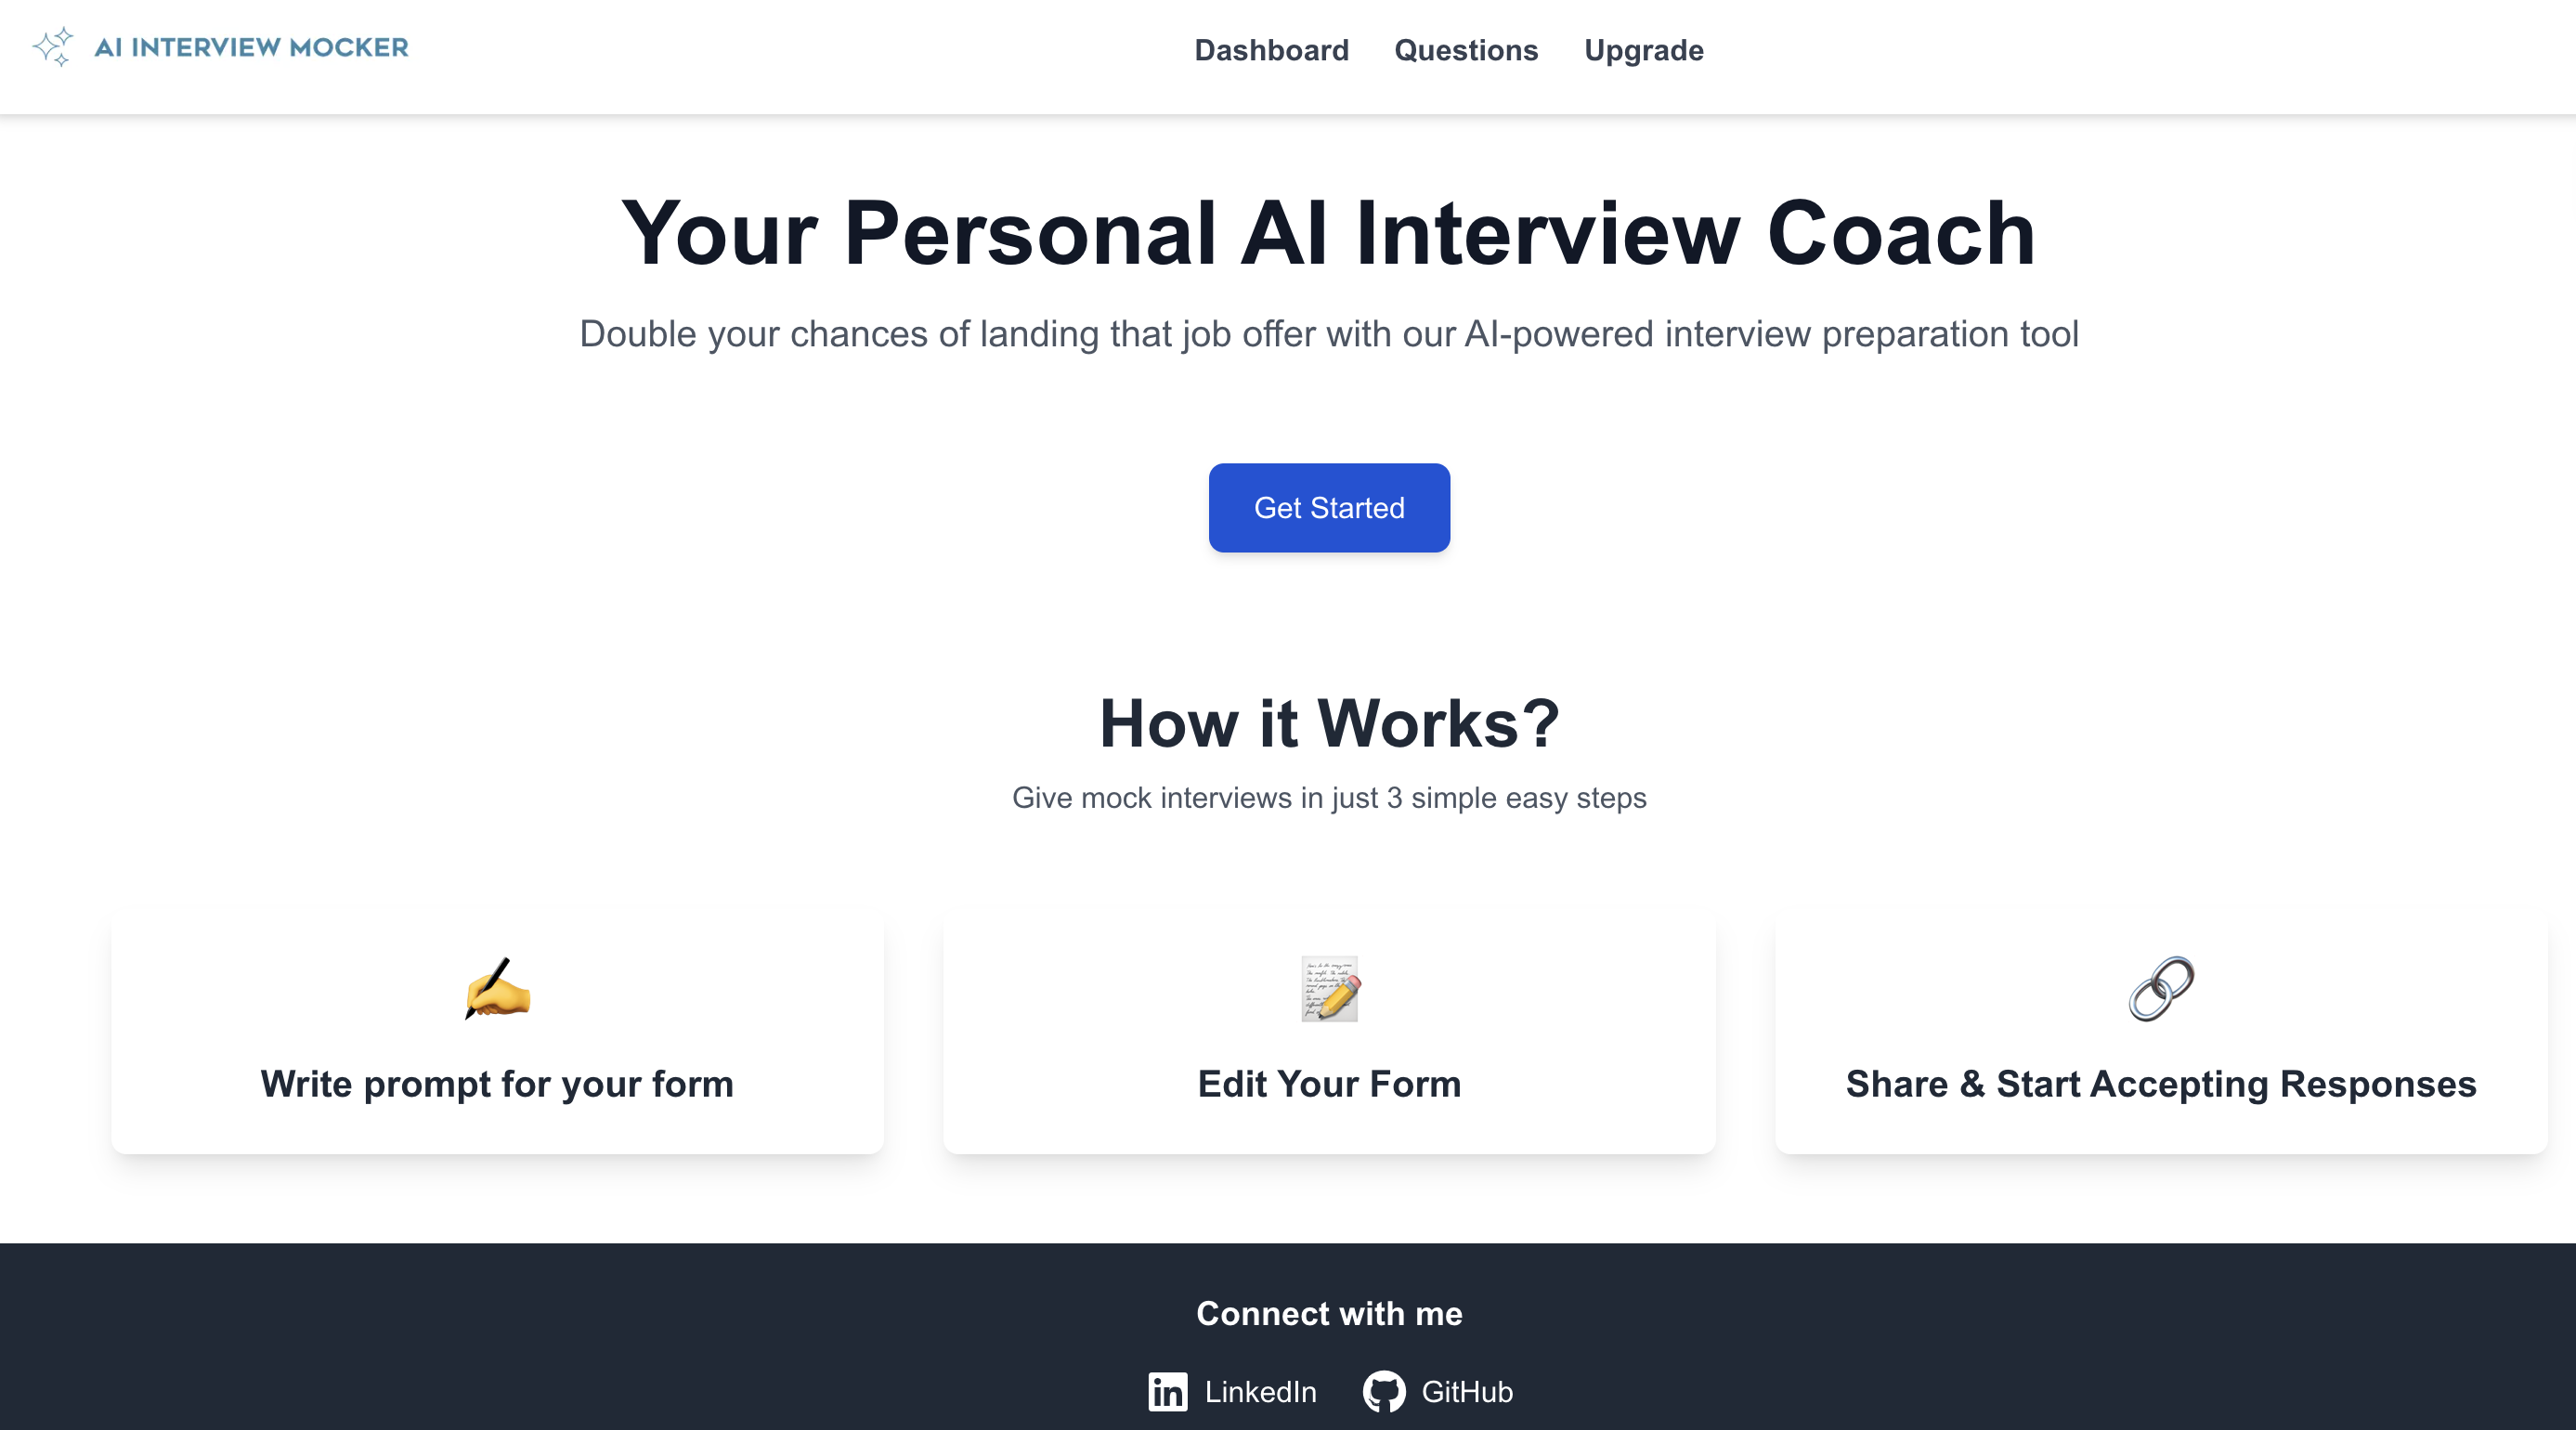 AI INTERVIEW MOCKER
Dashboard Questions Upgrade
Your Personal AI Interview Coach
Double your chances of landing that job offer with our AI-powered interview preparation tool
Get Started
How it Works?
Give mock interviews in just 3 simple easy steps
Write prompt for your form
Edit Your Form
Share & Start Accepting Responses
Connect with me
LinkedIn GitHub